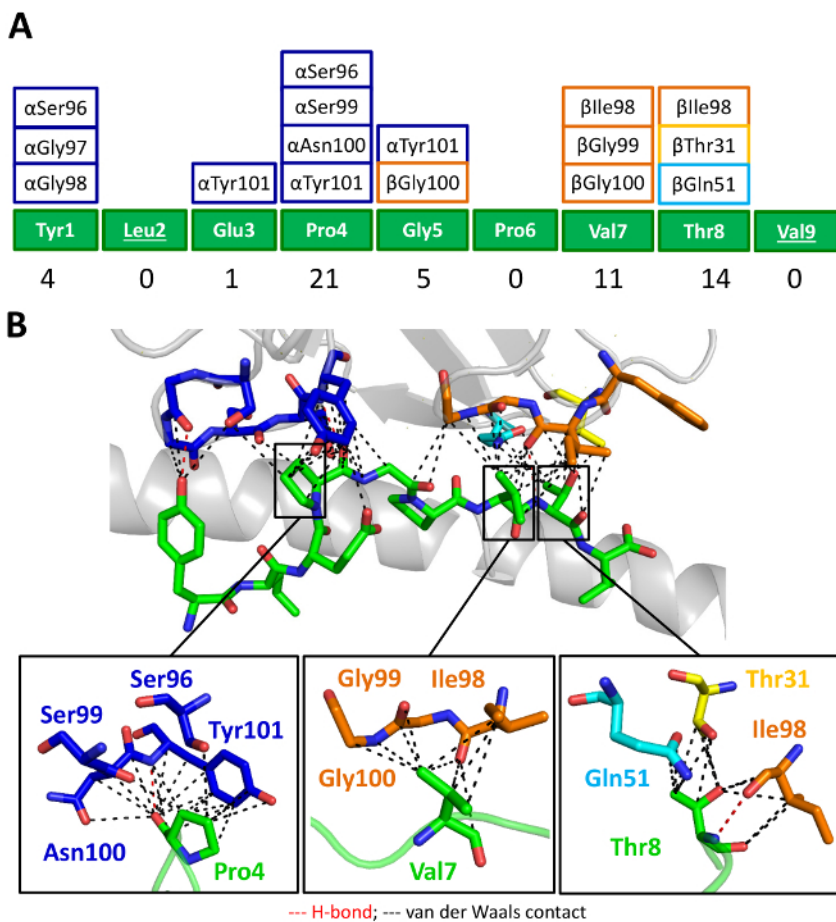 A
αSer96
αSer96 αSer99 βIle98 βIle98
αGly97 αAsn100 αTyr101 βGly99 βThr31
αGly98 αTyr101 αTyr101 βGly100 βGly100 βGln51
Tyr1 Leu2 Glu3 Pro4 Gly5 Pro6 Val7 Thr8 Val9
4 0 1 21 5 0 11 14 0
B
Ser96
Ser99
Tyr101
Asn100
Pro4
Gly99 Ile98
Gly100
Val7
Thr31
Ile98
Gln51
Thr8
--- H-bond; --- van der Waals contact